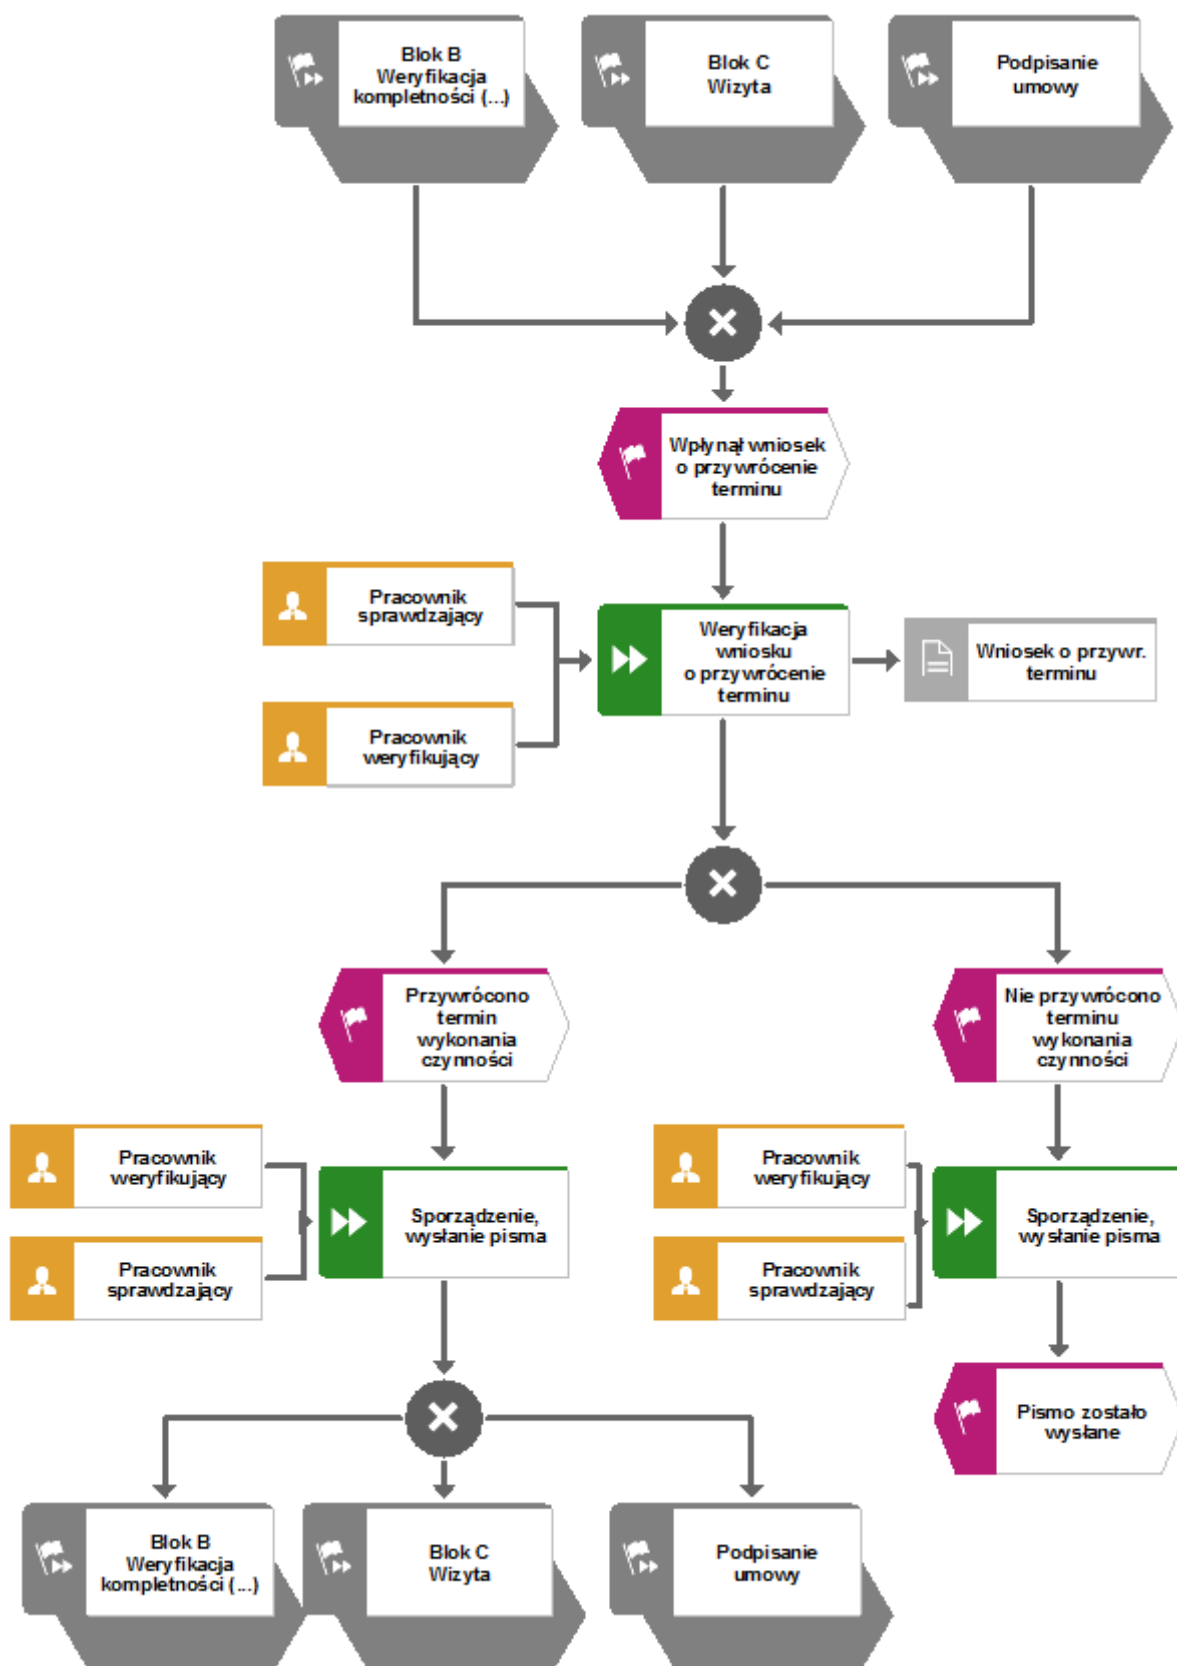 Blok B
Weryfikacja
kompletności (...)
Blok C
Wizyta
Podpisanie
umowy
Wpłynął wniosek
o przywrócenie
terminu
Pracownik
sprawdzający
Weryfikacja
wniosku
o przywrócenie
terminu
Wniosek o przywr.
terminu
Pracownik
weryfikujący
Przywrócono
termin
wykonania
czynności
Nie przywrócono
terminu
wykonania
czynności
Pracownik
weryfikujący
Sporządzenie,
wysłanie pisma
Pracownik
sprawdzający
Pracownik
weryfikujący
Sporządzenie,
wysłanie pisma
Pracownik
sprawdzający
Pismo zostało
wysłane
Blok B
Weryfikacja
kompletności (...)
Blok C
Wizyta
Podpisanie
umowy